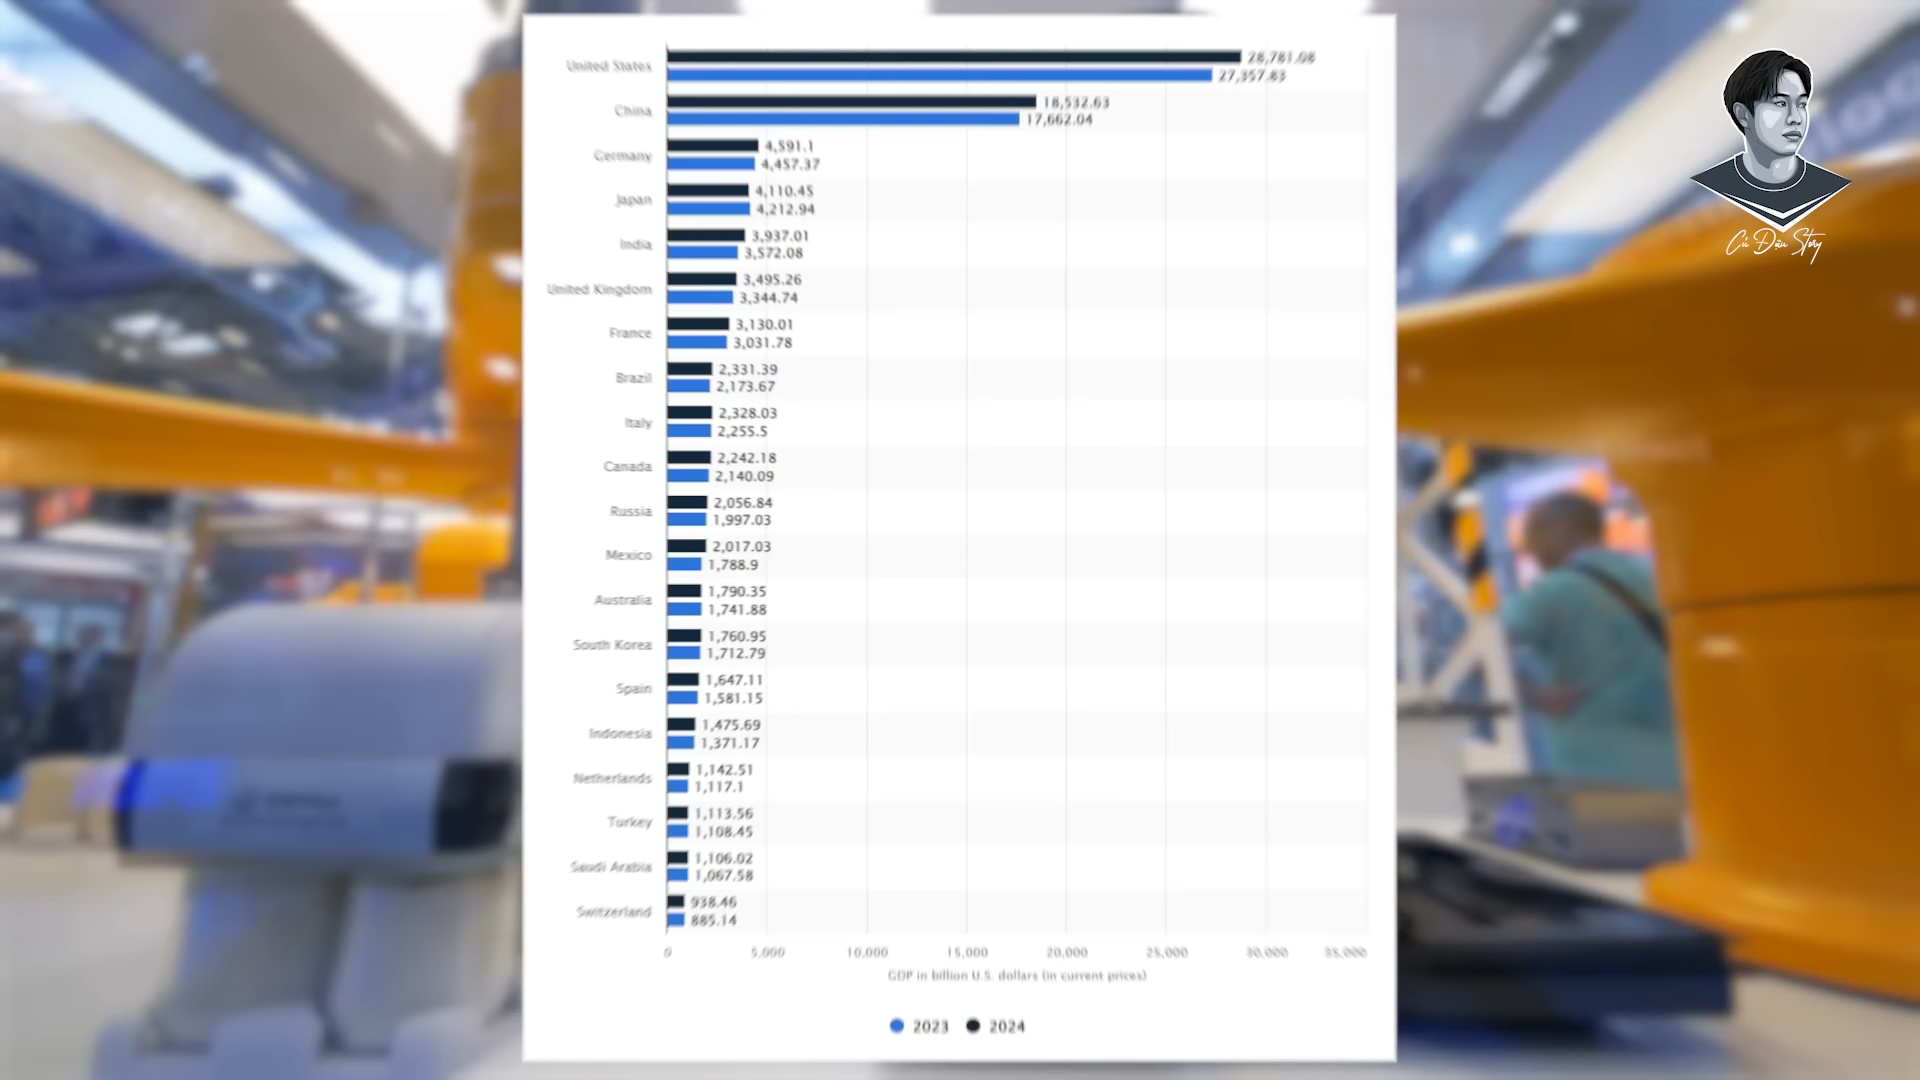 United States
28,781.08
27,357.83
China
18,532.63
17,662.04
Germany
4,591.1
4,457.37
Japan
4,110.45
4,212.94
India
3,937.01
3,572.08
United Kingdom
3,495.26
3,344.74
France
3,130.01
3,031.78
Brazil
2,331.39
2,173.67
Italy
2,328.03
2,255.5
Canada
2,242.18
2,140.09
Russia
2,056.84
1,997.03
Mexico
2,017.03
1,788.9
Australia
1,790.35
1,741.88
South Korea
1,760.95
1,712.79
Spain
1,647.11
1,581.15
Indonesia
1,475.69
1,371.17
Netherlands
1,142.51
1,117.1
Turkey
1,113.56
1,108.45
Saudi Arabia
1,106.02
1,067.58
Switzerland
938.46
885.14
0 5,000 10,000 15,000 20,000 25,000 30,000 35,000
GDP in billion U.S. dollars (in current prices)
2023 2024
Củ Đậu Story